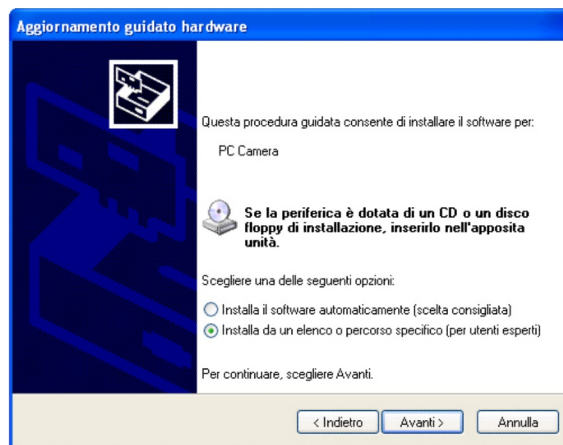 Aggiornamento guidato hardware
Questa procedura guidata consente di installare il software per:
PC Camera
Se la periferica è dotata di un CD o un disco
floppy di installazione, inserirlo nell'apposita
unità.
Scegliere una delle seguenti opzioni:
Installa il software automaticamente (scelta consigliata)
Installa da un elenco o percorso specifico (per utenti esperti)
Per continuare, scegliere Avanti.
< Indietro Avanti > Annulla